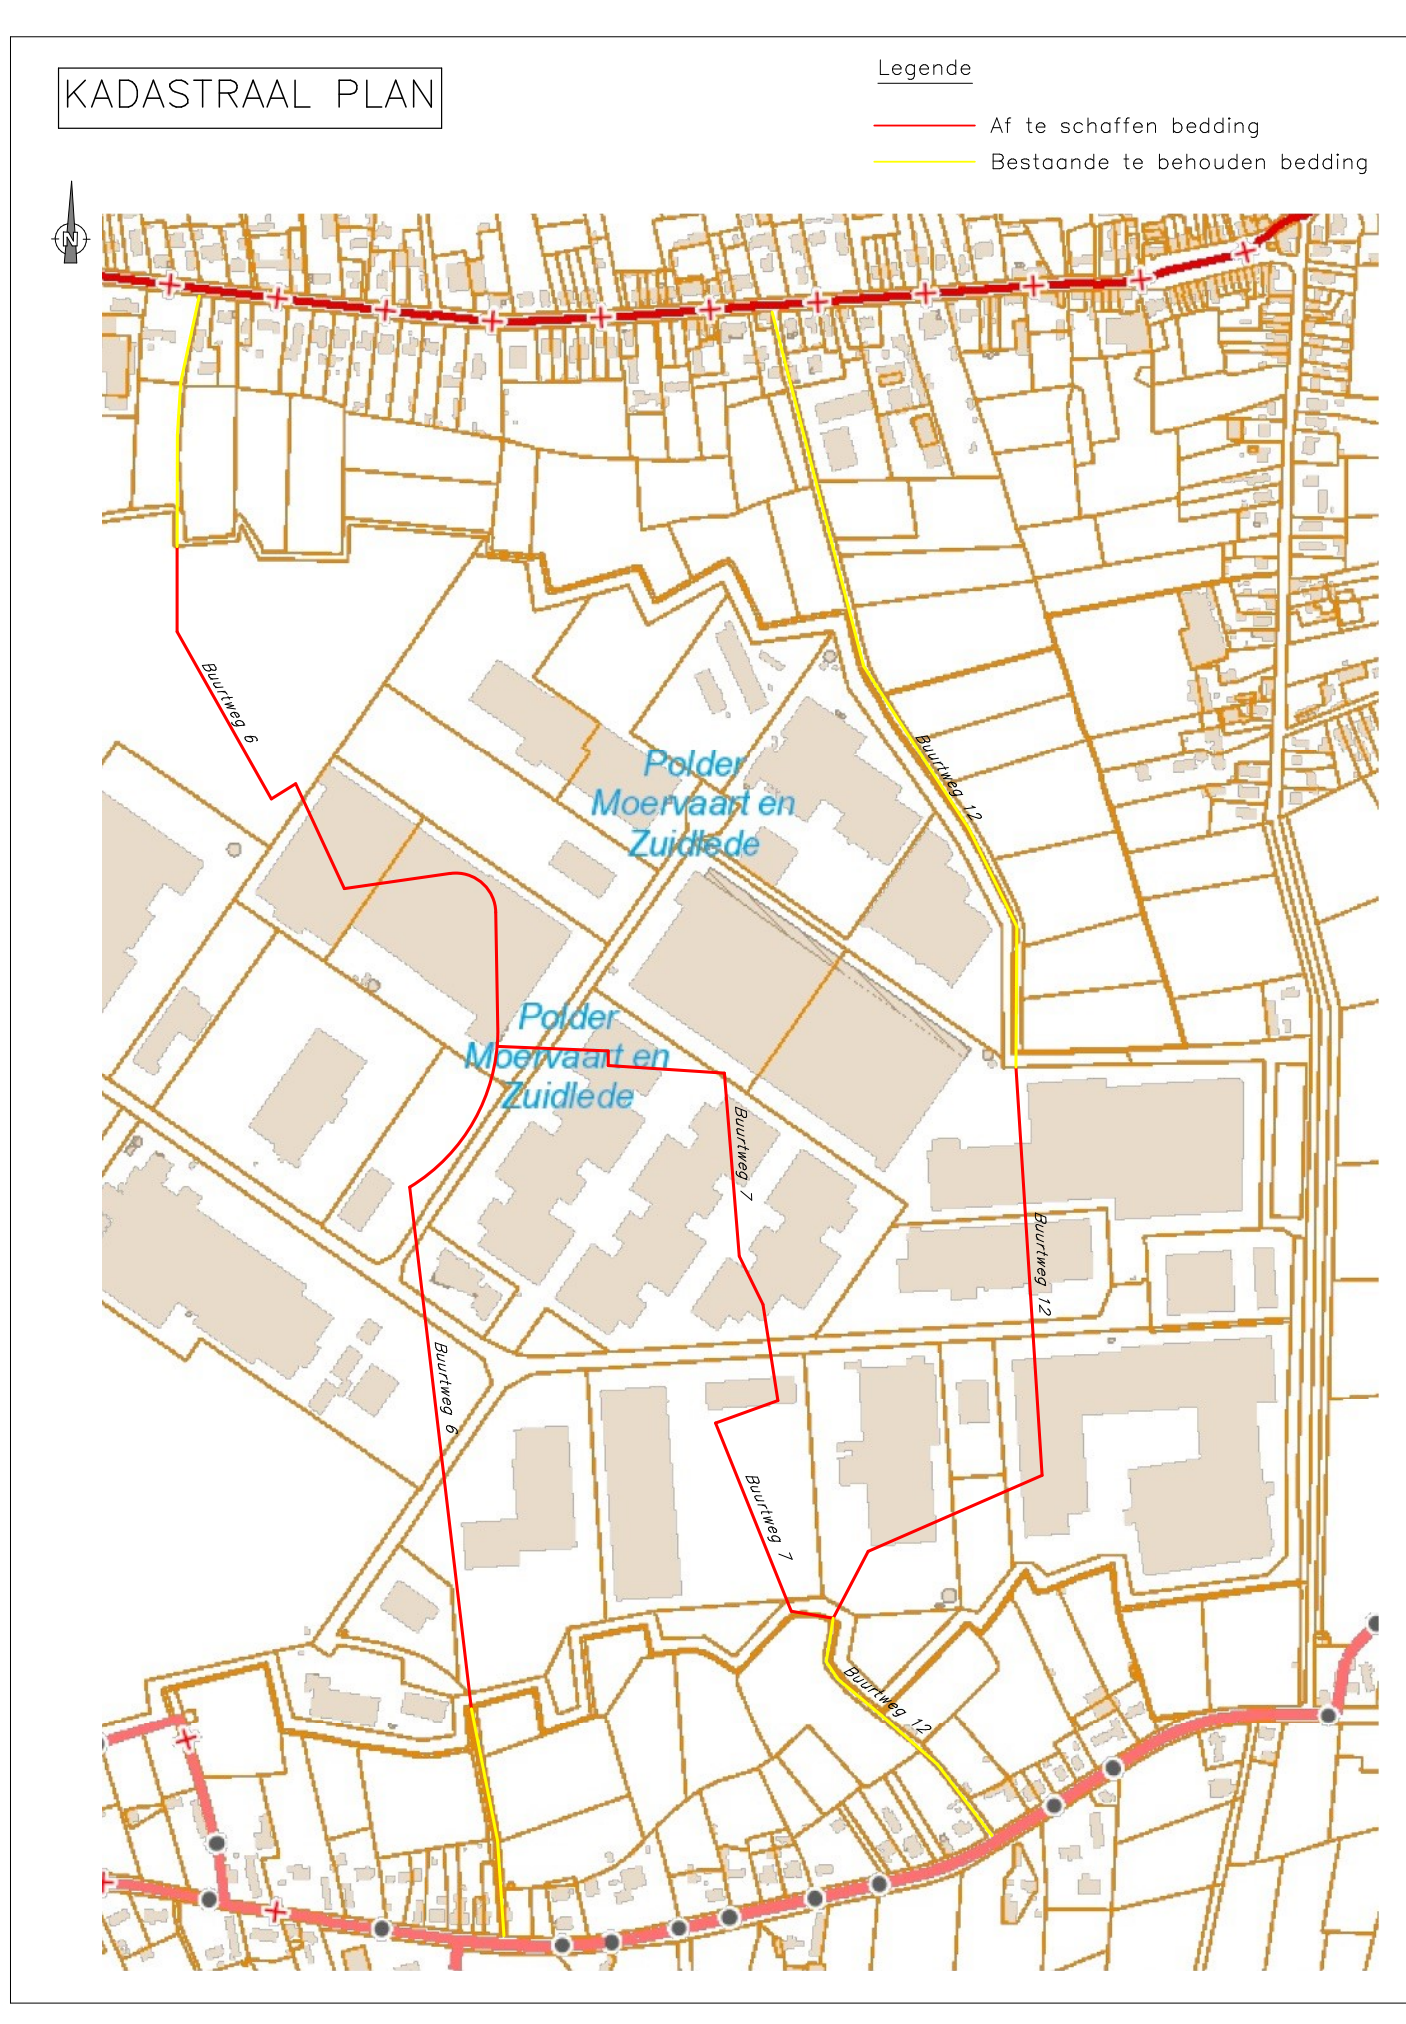 KADASTRAAL PLAN
Legende
Af te schaffen bedding
Bestaande te behouden bedding
N
Buurtweg 6
Buurtweg 12
Polder
Moervaart en
Zuidlede
Polder
Moervaart en
Zuidlede
Buurtweg 7
Buurtweg 12
Buurtweg 6
Buurtweg 7
Buurtweg 12